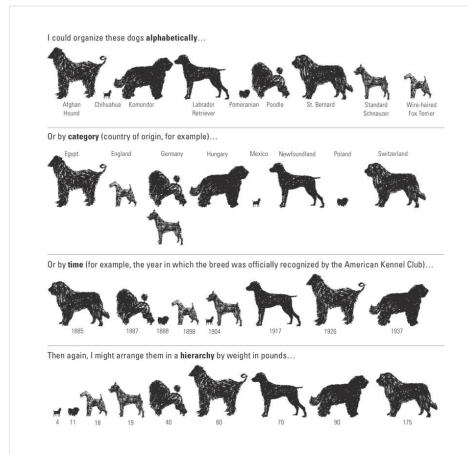 I could organize these dogs alphabetically…
Afghan Hound
Chihuahua
Komondor
Labrador Retriever
Pomeranian
Poodle
St. Bernard
Standard Schnauzer
Wire-haired Fox Terrier
Or by category (country of origin, for example)…
Egypt England Germany Hungary Mexico Newfoundland Poland Switzerland
Or by time (for example, the year in which the breed was officially recognized by the American Kennel Club)…
1885 1887 1888 1898 1904 1917 1926 1937
Then again, I might arrange them in a hierarchy by weight in pounds…
4 11 18 19 40 60 70 90 175